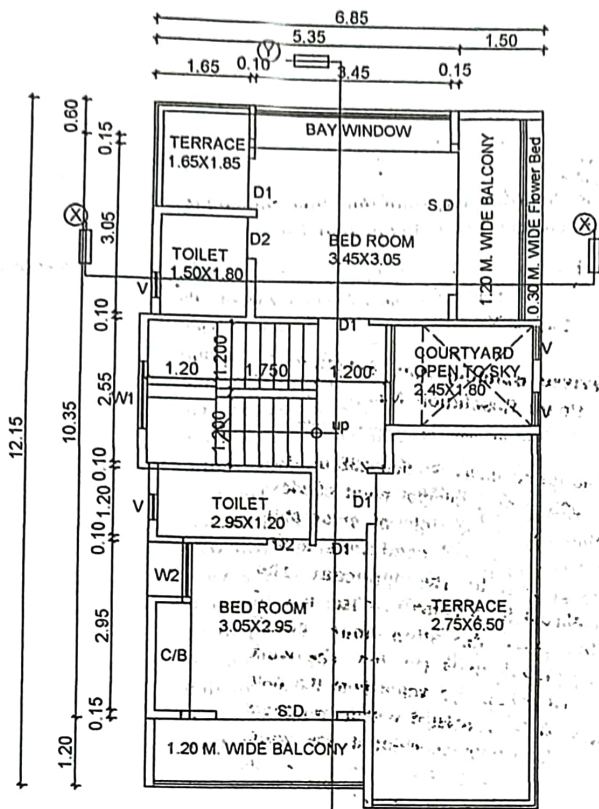 6.85
5.35
1.50
Y
1.65
0.10
3.45
0.15
0.60
0.15
TERRACE
1.65X1.85
BAY WINDOW
D1
S.D
1.20 M. WIDE BALCONY
0.30 M. WIDE Flower Bed
X
X
3.05
TOILET
1.50X1.80
D2
BED ROOM
3.45X3.05
V
0.10
D1
COURTYARD
OPEN TO SKY
2.45X1.80
V
1.200
1.20
1.750
1.200
2.55
W1
V
1.200
up
12.15
10.35
0.10
1.20
V
TOILET
2.95X1.20
D1
0.10
D2
D1
W2
BED ROOM
3.05X2.95
TERRACE
2.75X6.50
2.95
C/B
S.D
0.15
1.20
1.20 M. WIDE BALCONY